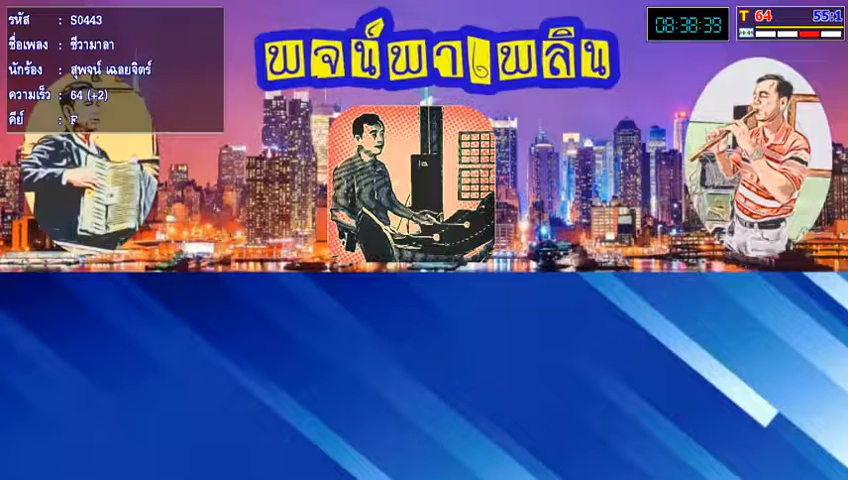 รหัส : S0443
ชื่อเพลง : ชีวามาลา
นักร้อง : สุพจน์ เฉลยจิตร์
ความเร็ว : 64 (+2)
คีย์ : F
พจน์พาเพลิน
08:38:39
T 64 55:1